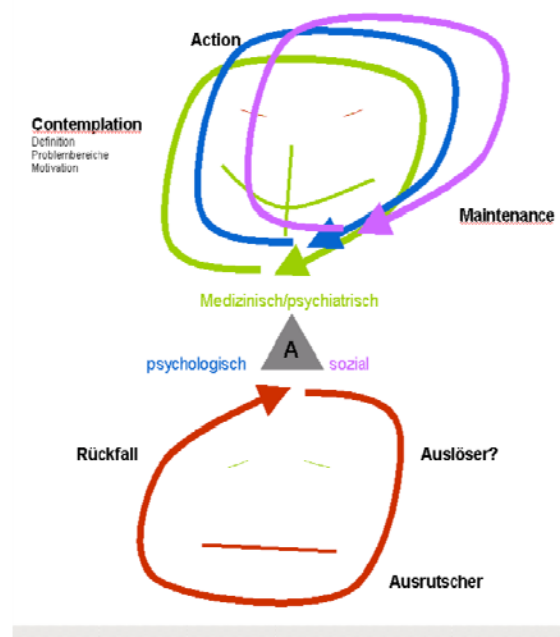 Action
Contemplation
Definition
Problembereiche
Motivation
Maintenance
Medizinisch/psychiatrisch
A
psychologisch sozial
Rückfall Auslöser?
Ausrutscher